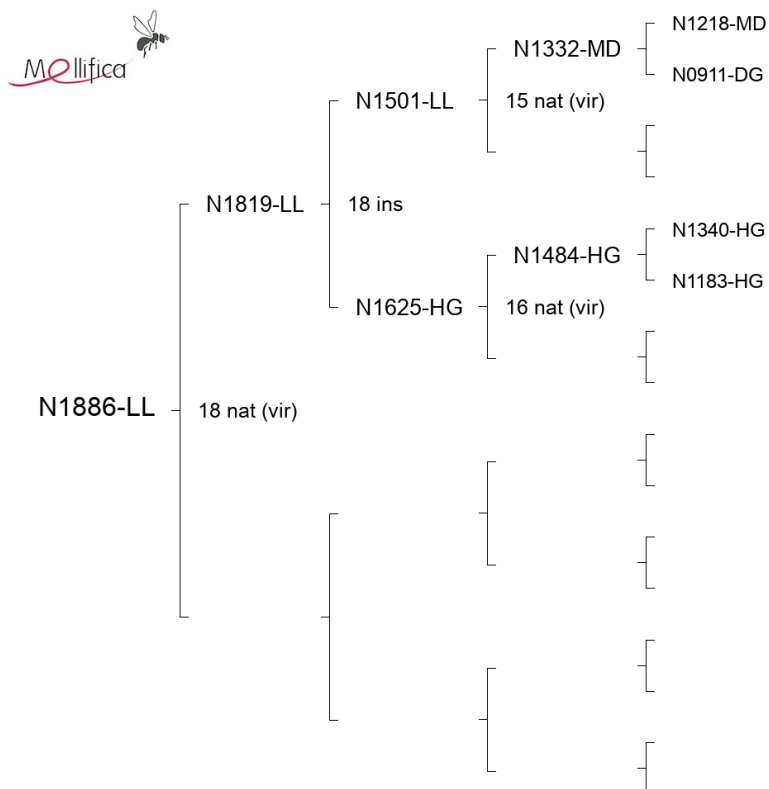 Mellifica
N1218-MD
N1332-MD
N0911-DG
N1501-LL
15 nat (vir)
N1819-LL
18 ins
N1340-HG
N1484-HG
N1183-HG
N1625-HG
16 nat (vir)
N1886-LL
18 nat (vir)